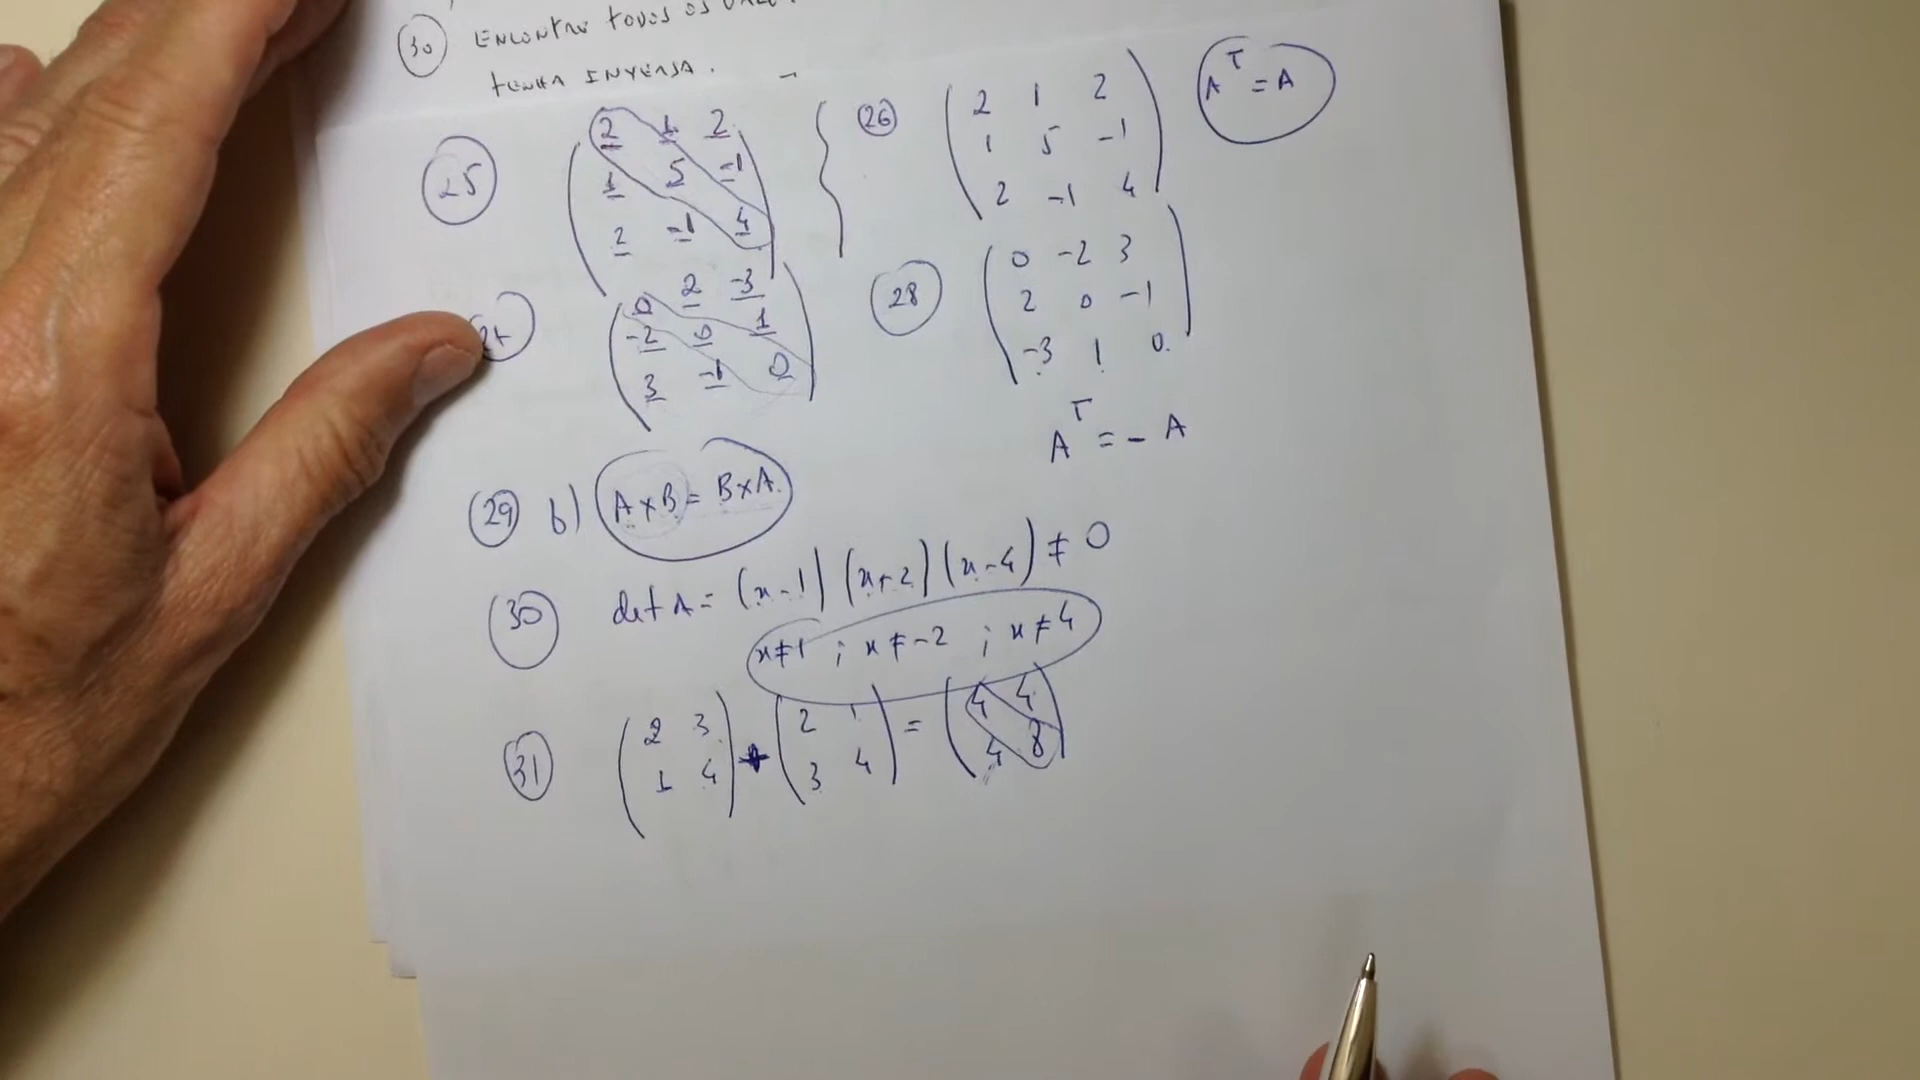 30 ENCONTRE TODOS OS
TENHA INVERSA.
25 (2 1 2
1 5 -1
2 -1 4)
26 (2 1 2
1 5 -1
2 -1 4)
A^T = A
(0 2 -3
-2 0 1
3 -1 0)
28 (0 -2 3
2 0 -1
-3 1 0)
A^T = - A
29 b) A x B = B x A.
30 det A = (x-1) (x+2) (x-4) ≠ 0
x≠1 ; x≠-2 ; x≠4
31 (2 3
1 4) + (2 1
3 4) = (4 4
4 8)